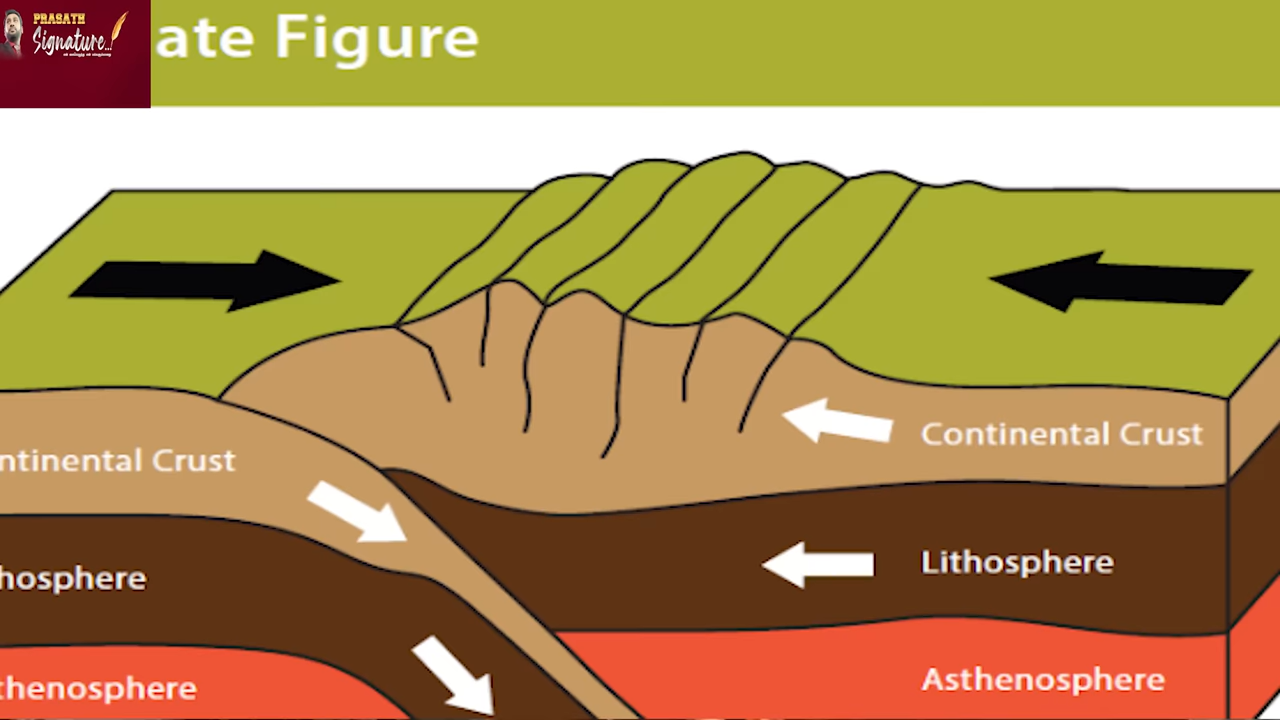 PRASATH
Signature..!
ate Figure
Continental Crust
ntinental Crust
Lithosphere
hosphere
Asthenosphere
thenosphere